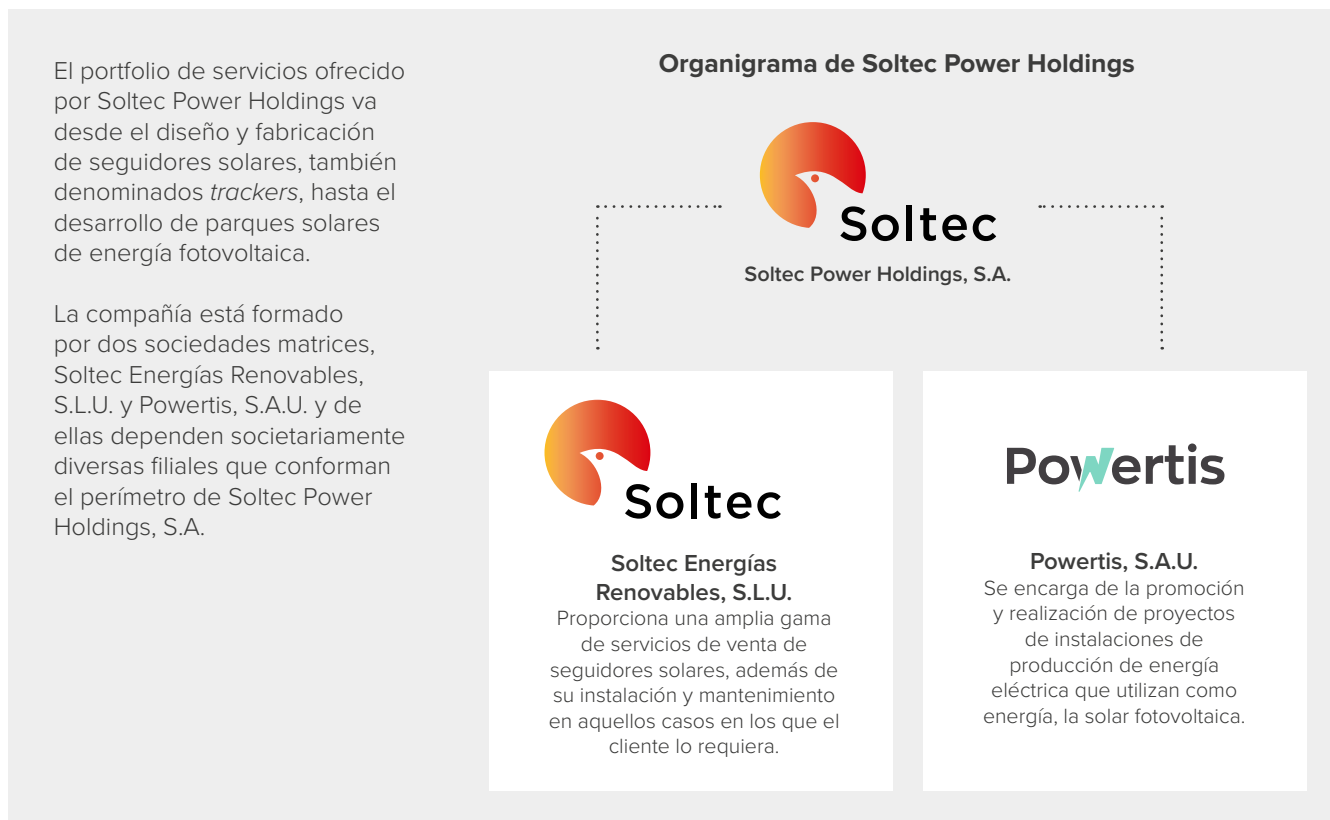 El portfolio de servicios ofrecido
por Soltec Power Holdings va
desde el diseño y fabricación
de seguidores solares, también
denominados trackers, hasta el
desarrollo de parques solares
de energía fotovoltaica.
La compañía está formado
por dos sociedades matrices,
Soltec Energías Renovables,
S.L.U. y Powertis, S.A.U. y de
ellas dependen societariamente
diversas filiales que conforman
el perímetro de Soltec Power
Holdings, S.A.
Organigrama de Soltec Power Holdings
Soltec
Soltec Power Holdings, S.A.
Soltec
Soltec Energías
Renovables, S.L.U.
Proporciona una amplia gama
de servicios de venta de
seguidores solares, además de
su instalación y mantenimiento
en aquellos casos en los que el
cliente lo requiera.
Powertis
Powertis, S.A.U.
Se encarga de la promoción
y realización de proyectos
de instalaciones de
producción de energía
eléctrica que utilizan como
energía, la solar fotovoltaica.